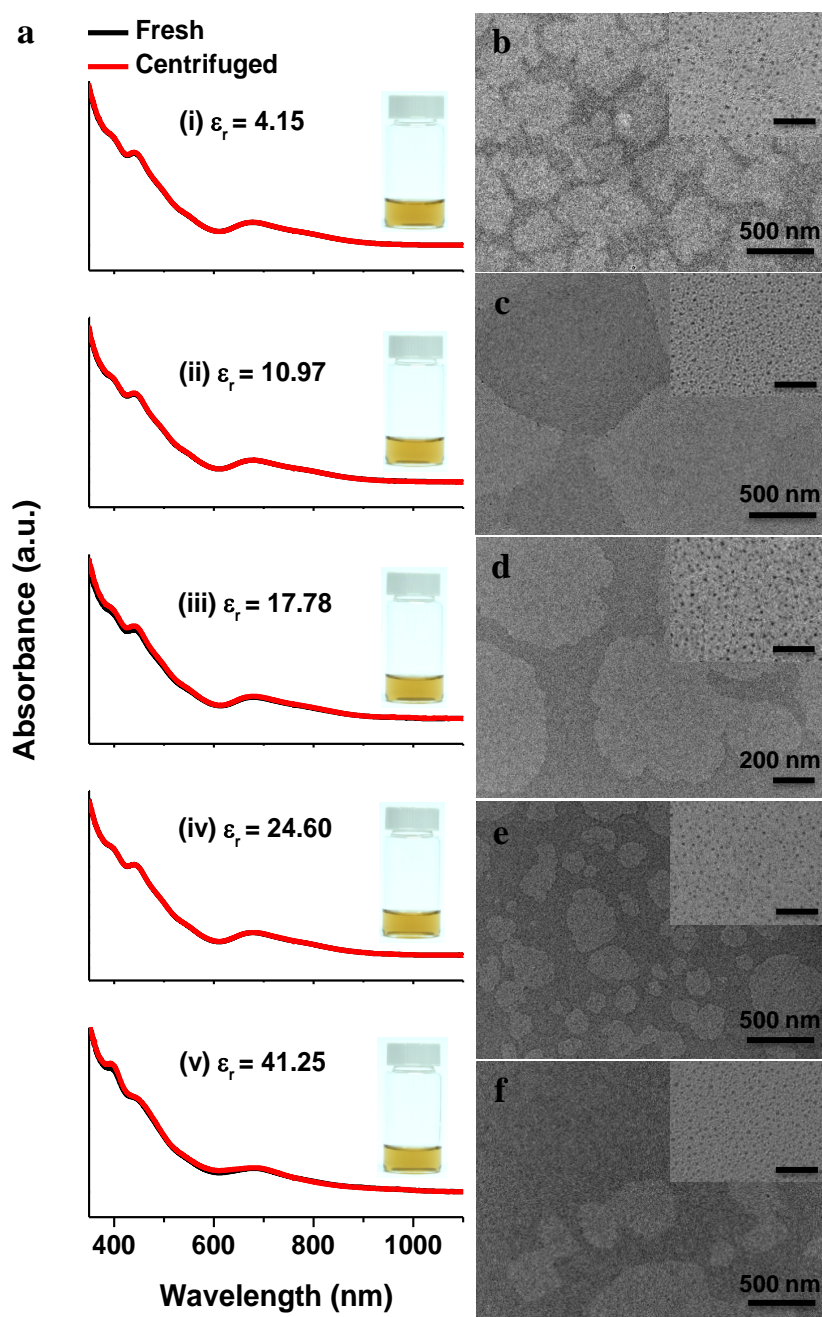 a
Fresh
Centrifuged
(i) εr = 4.15
(ii) εr = 10.97
(iii) εr = 17.78
(iv) εr = 24.60
(v) εr = 41.25
Absorbance (a.u.)
400 600 800 1000
Wavelength (nm)
b
500 nm
c
500 nm
d
200 nm
e
500 nm
f
500 nm